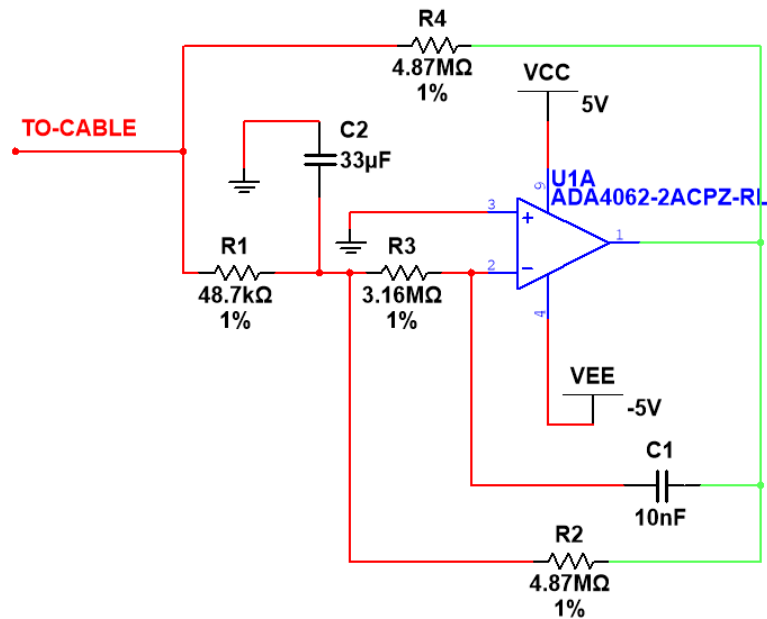 R4
4.87MΩ
1%
VCC
5V
TO-CABLE
C2
33µF
9
U1A
ADA4062-2ACPZ-RL
3
+
1
R1
48.7kΩ
1%
R3
3.16MΩ
1%
2
−
4
VEE
-5V
C1
10nF
R2
4.87MΩ
1%